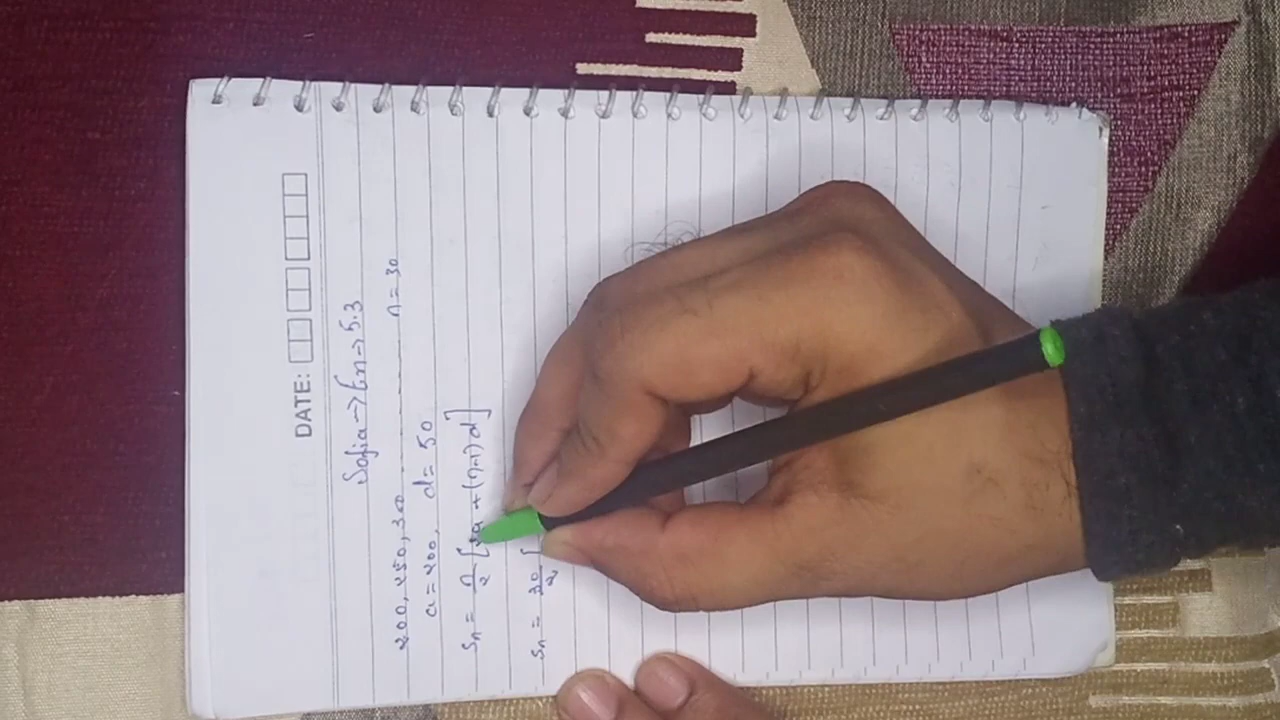 DATE:
Sofia→Ex→5.3
200, 250, 300 ------- n=30
a=200, d=50
Sn = n/2 [2a+(n-1)d]
Sn = 30/2 [